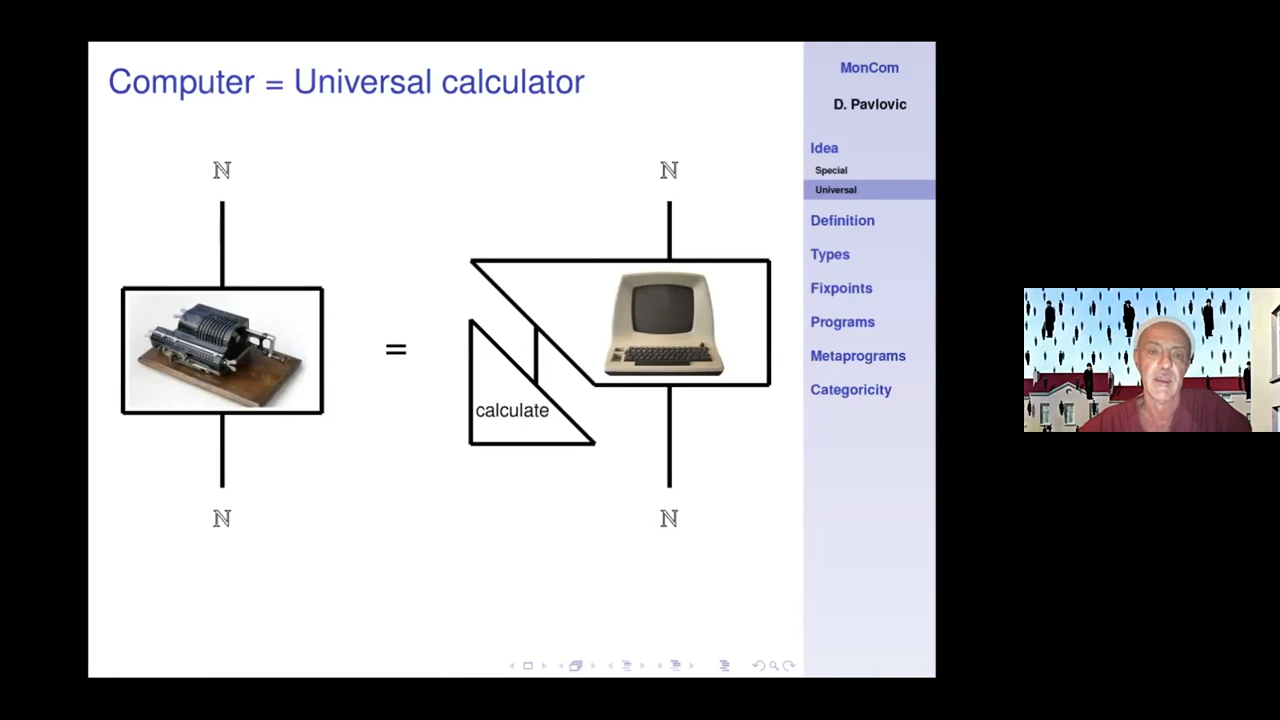 Computer = Universal calculator
ℕ
ℕ
=
calculate
ℕ
ℕ
MonCom
D. Pavlovic
Idea
Special
Universal
Definition
Types
Fixpoints
Programs
Metaprograms
Categoricity